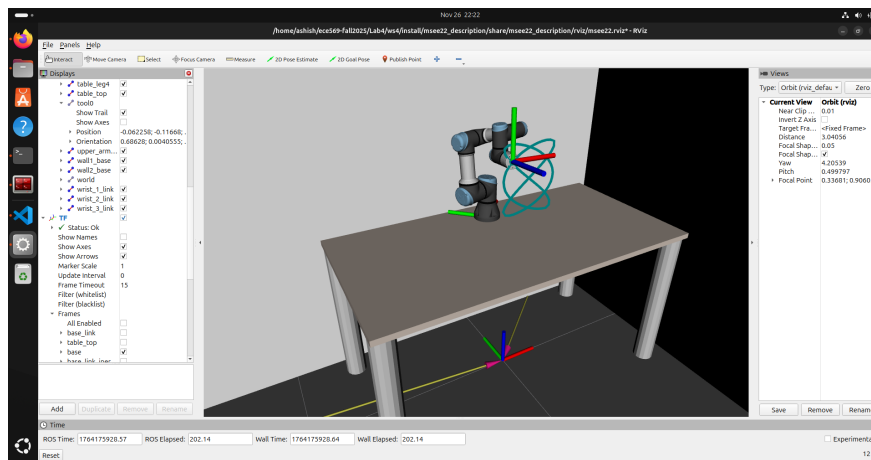 Nov 26 22:22
/home/ashish/ece569-fall2025/Lab4/ws4/install/msee22_description/share/msee22_description/rviz/msee22.rviz* - RViz
File Panels Help
Interact Move Camera Select Focus Camera Measure 2D Pose Estimate 2D Goal Pose Publish Point
Displays
table_leg4
table_top
tool0
Show Trail
Show Axes
Position -0.062258; -0.11668; .
Orientation 0.68628; 0.0040555; .
upper_arm...
wall1_base
wall2_base
world
wrist_1_link
wrist_2_link
wrist_3_link
TF
Status: Ok
Show Names
Show Axes
Show Arrows
Marker Scale 1
Update Interval 0
Frame Timeout 15
Filter (whitelist)
Filter (blacklist)
Frames
All Enabled
base_link
table_top
base
base_link_iner
Add Duplicate Remove Rename
Views
Type: Orbit (rviz_defau Zero
Current View Orbit (rviz)
Near Clip ... 0.01
Invert Z Axis
Target Fra... <Fixed Frame>
Distance 3.04056
Focal Shap... 0.05
Focal Shap...
Yaw 4.20539
Pitch 0.499797
Focal Point 0.33681; 0.9060
Save Remove Renam
Time
ROS Time: 1764175928.57 ROS Elapsed: 202.14 Wall Time: 1764175928.64 Wall Elapsed: 202.14 Experimenta
Reset 12